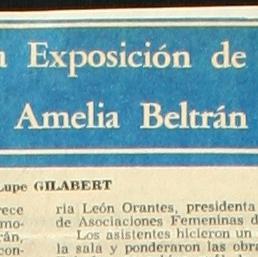 Exposición de
Amelia Beltrán
Lupe GILABERT
ria León Orantes, presidenta
de Asociaciones Femeninas d
Los asistentes hicieron un
la sala y ponderaron las obra